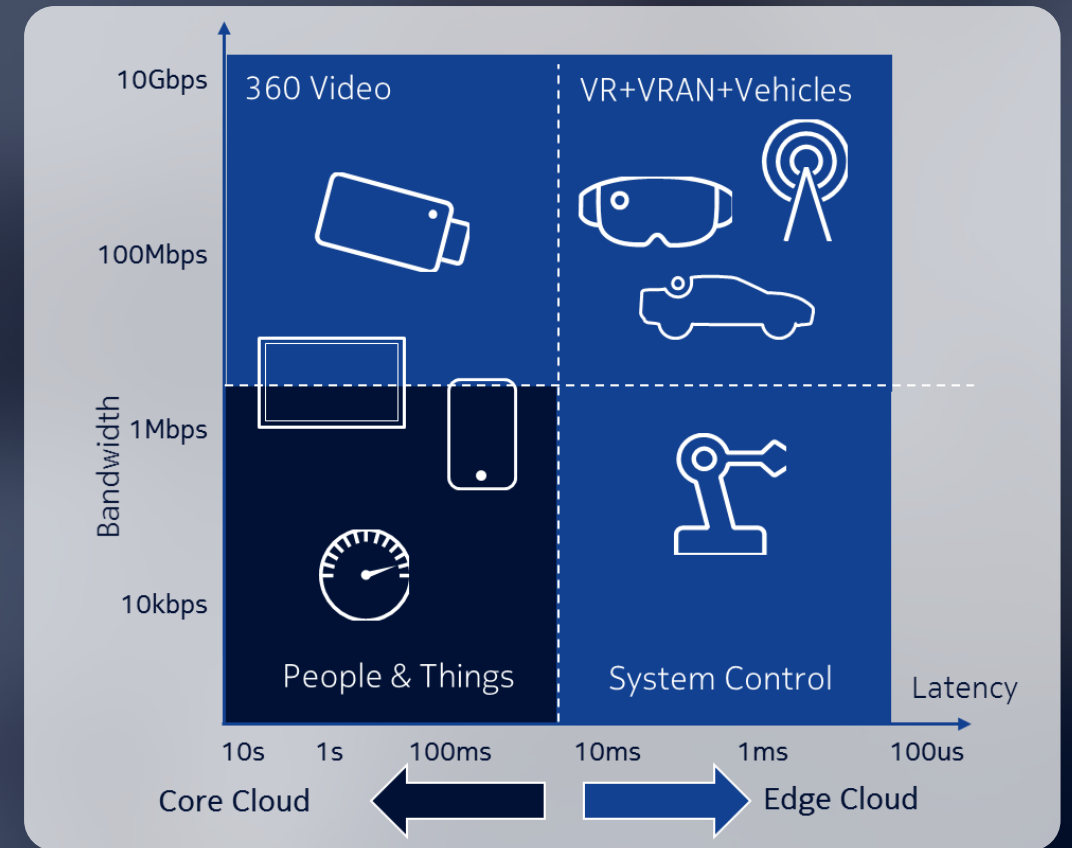 10Gbps
360 Video
VR+VRAN+Vehicles
100Mbps
Bandwidth
1Mbps
10kbps
People & Things
System Control
Latency
10s
1s
100ms
10ms
1ms
100us
Core Cloud
Edge Cloud